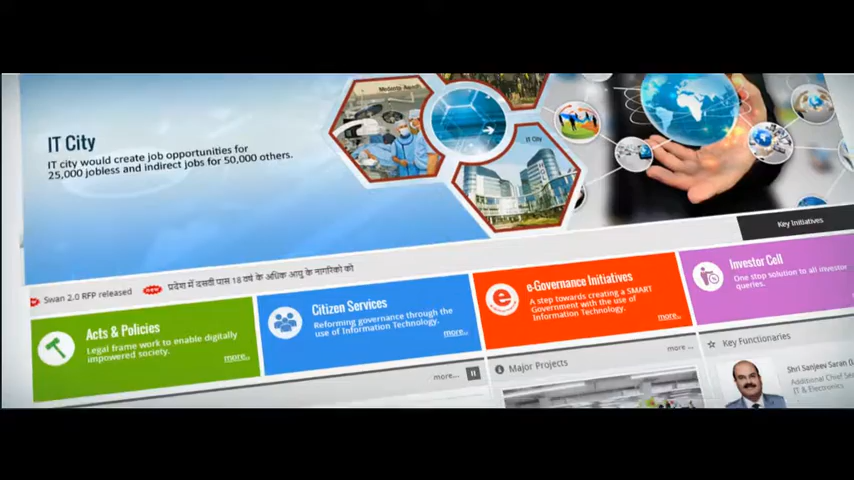 IT City
IT city would create job opportunities for
25,000 jobless and indirect jobs for 50,000 others.
IT City
Key Initiatives
Swan 2.0 RFP released
new
प्रदेश में दसवीं पास 18 वर्ष के अधिक आयु के नागरिको को
Acts & Policies
Legal frame work to enable digitally
empowered society.
more...
Citizen Services
Reforming governance through the
use of Information Technology.
more...
e-Governance Initiatives
A step towards creating a SMART
Government with the use of
Information Technology.
more...
Investor Cell
One stop solution to all investor
queries.
more...
Major Projects
more ...
Key Functionaries
Shri Sanjeev Saran
Additional Chief
IT & Electronics